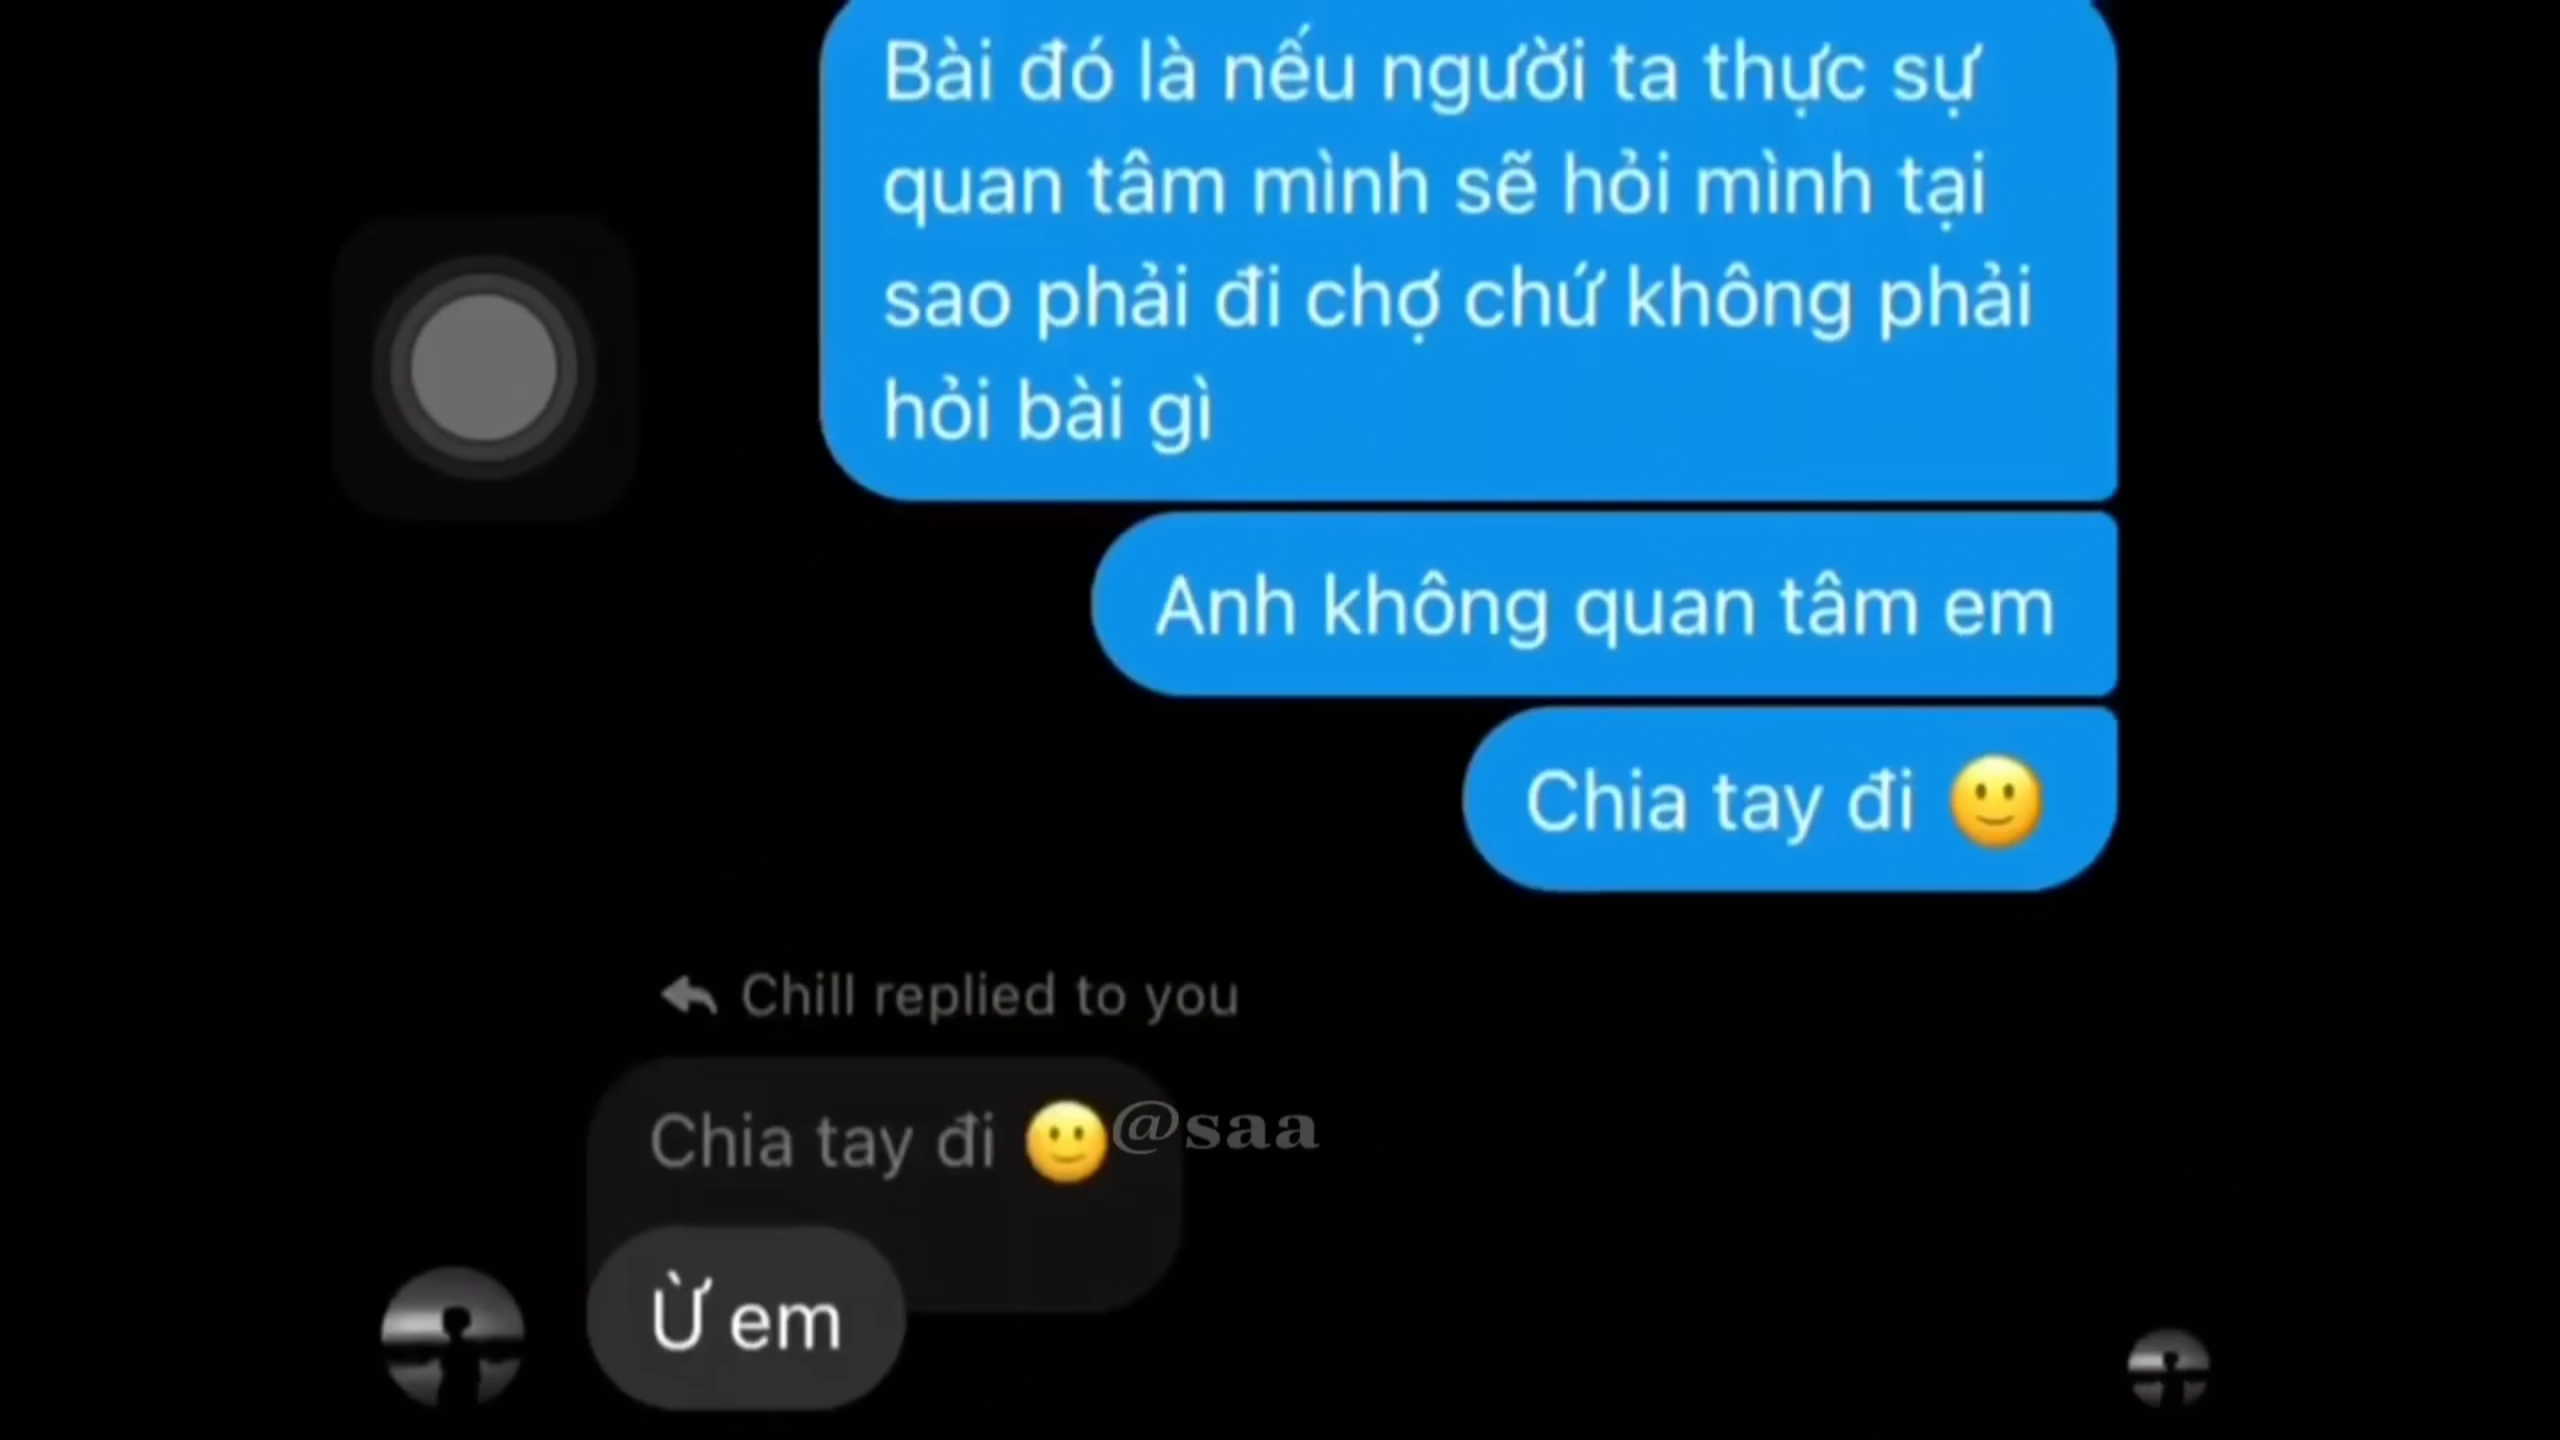 Bài đó là nếu người ta thực sự
quan tâm mình sẽ hỏi mình tại
sao phải đi chợ chứ không phải
hỏi bài gì
Anh không quan tâm em
Chia tay đi 🙂
Chill replied to you
Chia tay đi 🙂
@saa
Ừ em